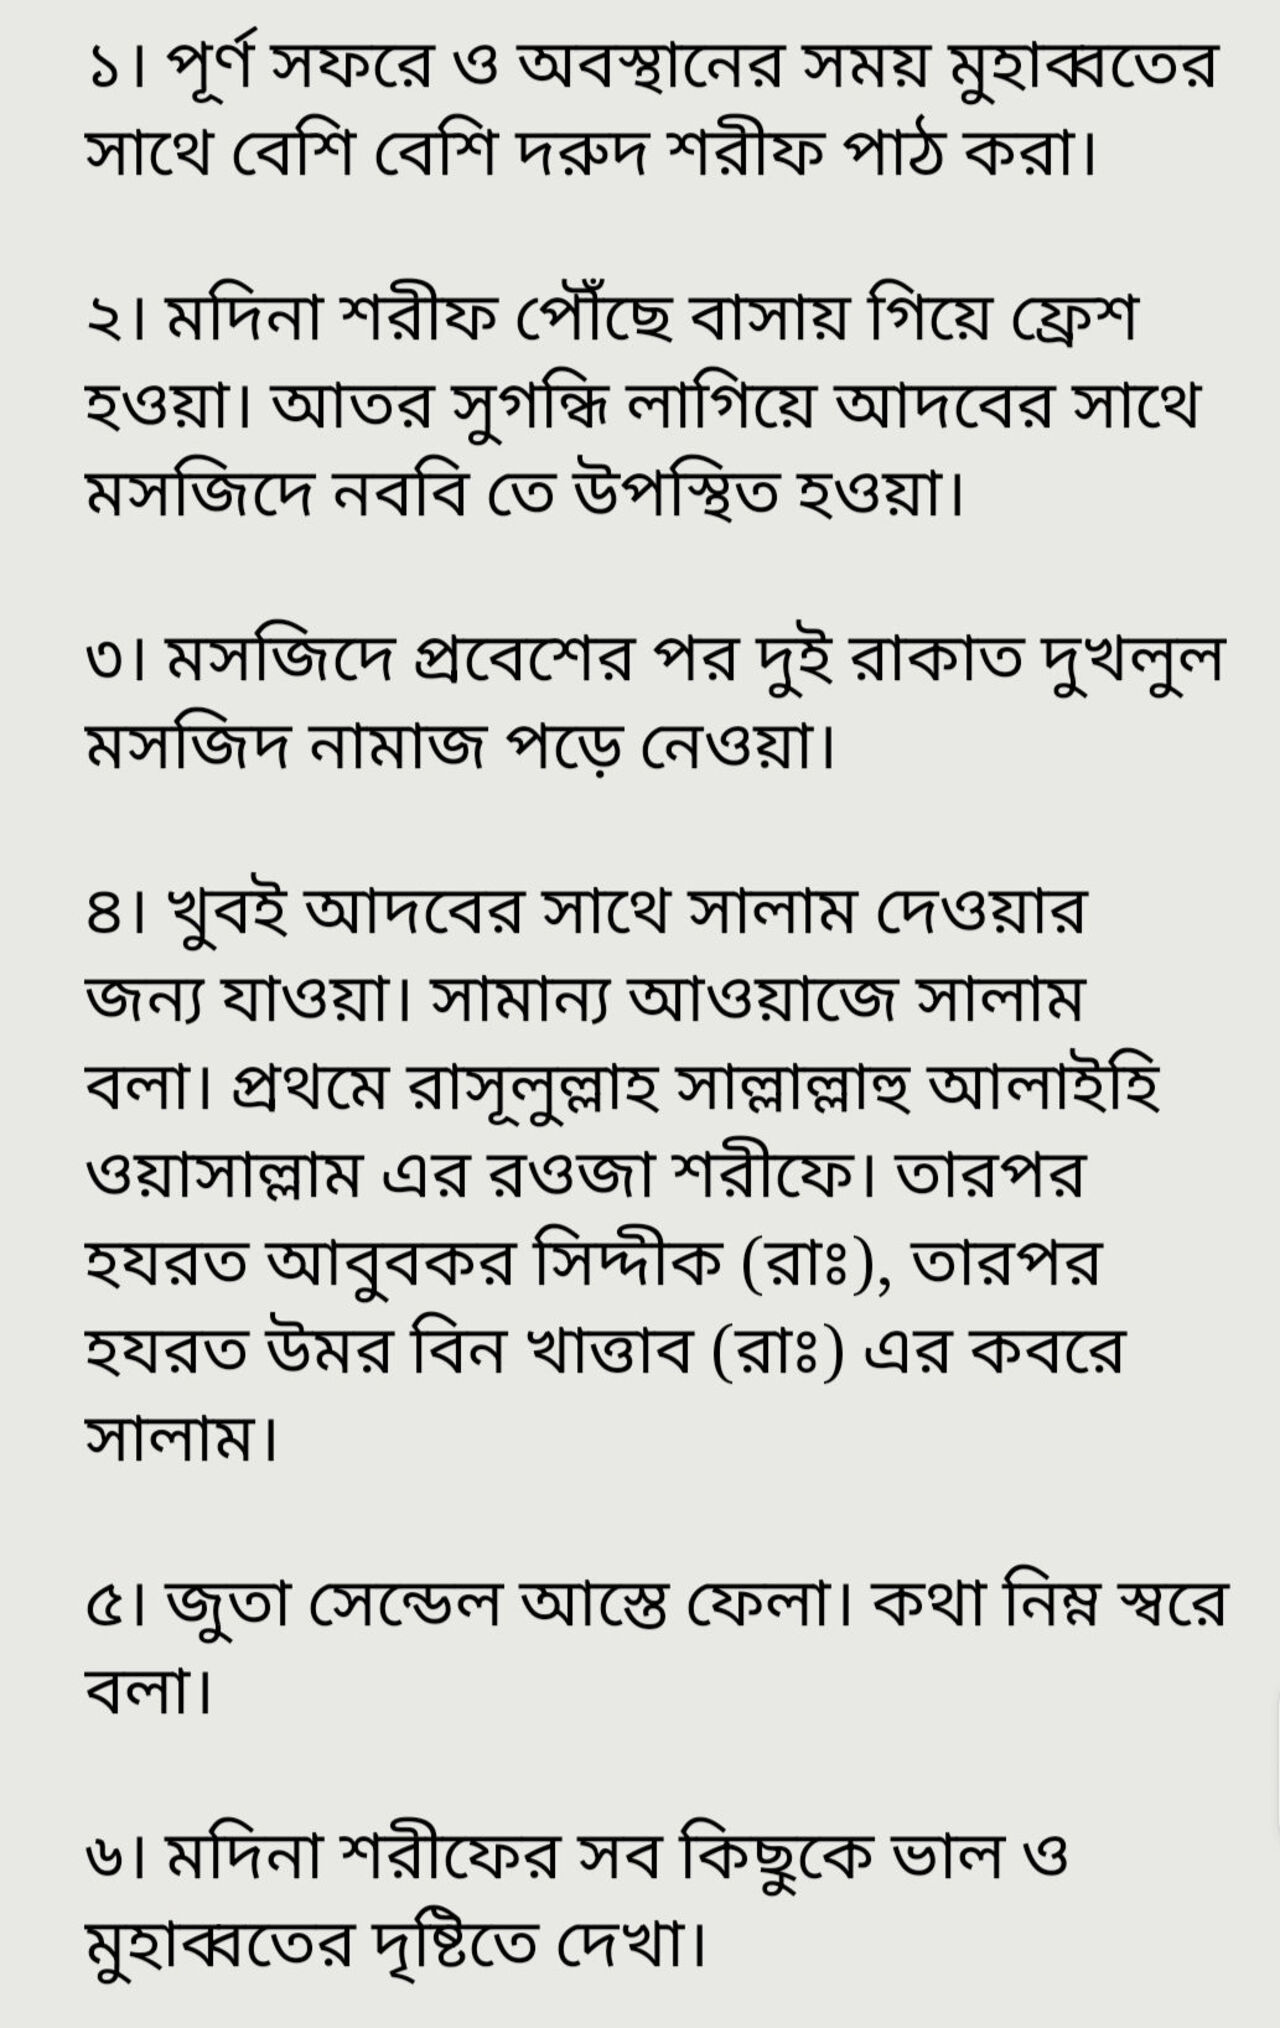 ১। পূর্ণ সফরে ও অবস্থানের সময় মুহাব্বতের
সাথে বেশি বেশি দরুদ শরীফ পাঠ করা।
২। মদিনা শরীফ পৌঁছে বাসায় গিয়ে ফ্রেশ
হওয়া। আতর সুগন্ধি লাগিয়ে আদবের সাথে
মসজিদে নববি তে উপস্থিত হওয়া।
৩। মসজিদে প্রবেশের পর দুই রাকাত দুখলুল
মসজিদ নামাজ পড়ে নেওয়া।
৪। খুবই আদবের সাথে সালাম দেওয়ার
জন্য যাওয়া। সামান্য আওয়াজে সালাম
বলা। প্রথমে রাসূলুল্লাহ সাল্লাল্লাহু আলাইহি
ওয়াসাল্লাম এর রওজা শরীফে। তারপর
হযরত আবুবকর সিদ্দীক (রাঃ), তারপর
হযরত উমর বিন খাত্তাব (রাঃ) এর কবরে
সালাম।
৫। জুতা সেন্ডেল আস্তে ফেলা। কথা নিম্ন স্বরে
বলা।
৬। মদিনা শরীফের সব কিছুকে ভাল ও
মুহাব্বতের দৃষ্টিতে দেখা।